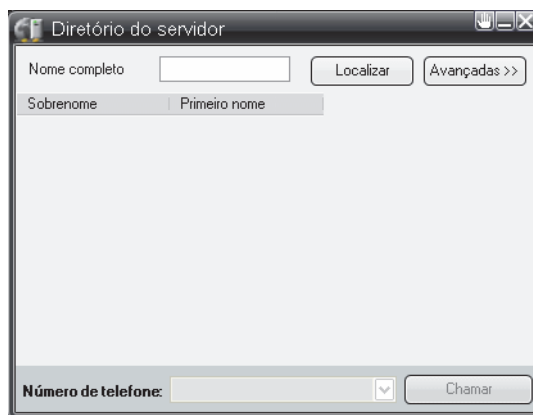 Diretório do servidor
Nome completo Localizar Avançadas >>
Sobrenome Primeiro nome
Número de telefone: Chamar